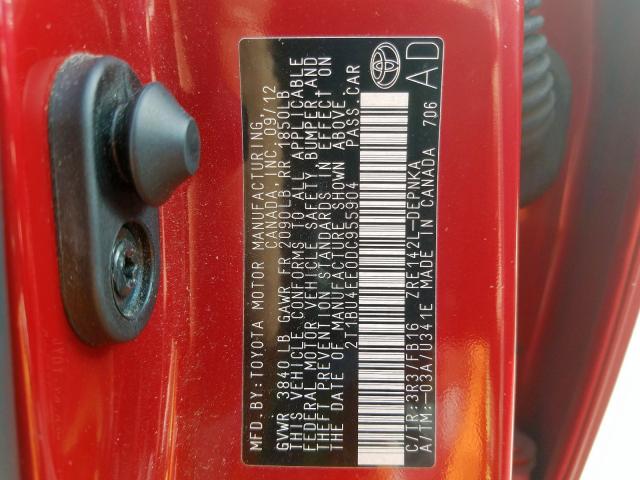 MFD. BY: TOYOTA MOTOR MANUFACTURING,
CANADA, INC. 09/12
GVWR 3840 LB GAWR FR 2090 LB, RR 1850LB
THIS VEHICLE CONFORMS TO ALL APPLICABLE
FEDERAL MOTOR VEHICLE SAFETY, BUMPER, AND
THEFT PREVENTION STANDARDS IN EFFECT ON
THE DATE OF MANUFACTURE SHOWN ABOVE.
2T1BU4EE0DC955904 PASS. CAR
C/TR: 3R3/FB16 ZRE142L-DEPNKA
A/TM: -03A/U341E MADE IN CANADA 706
AD